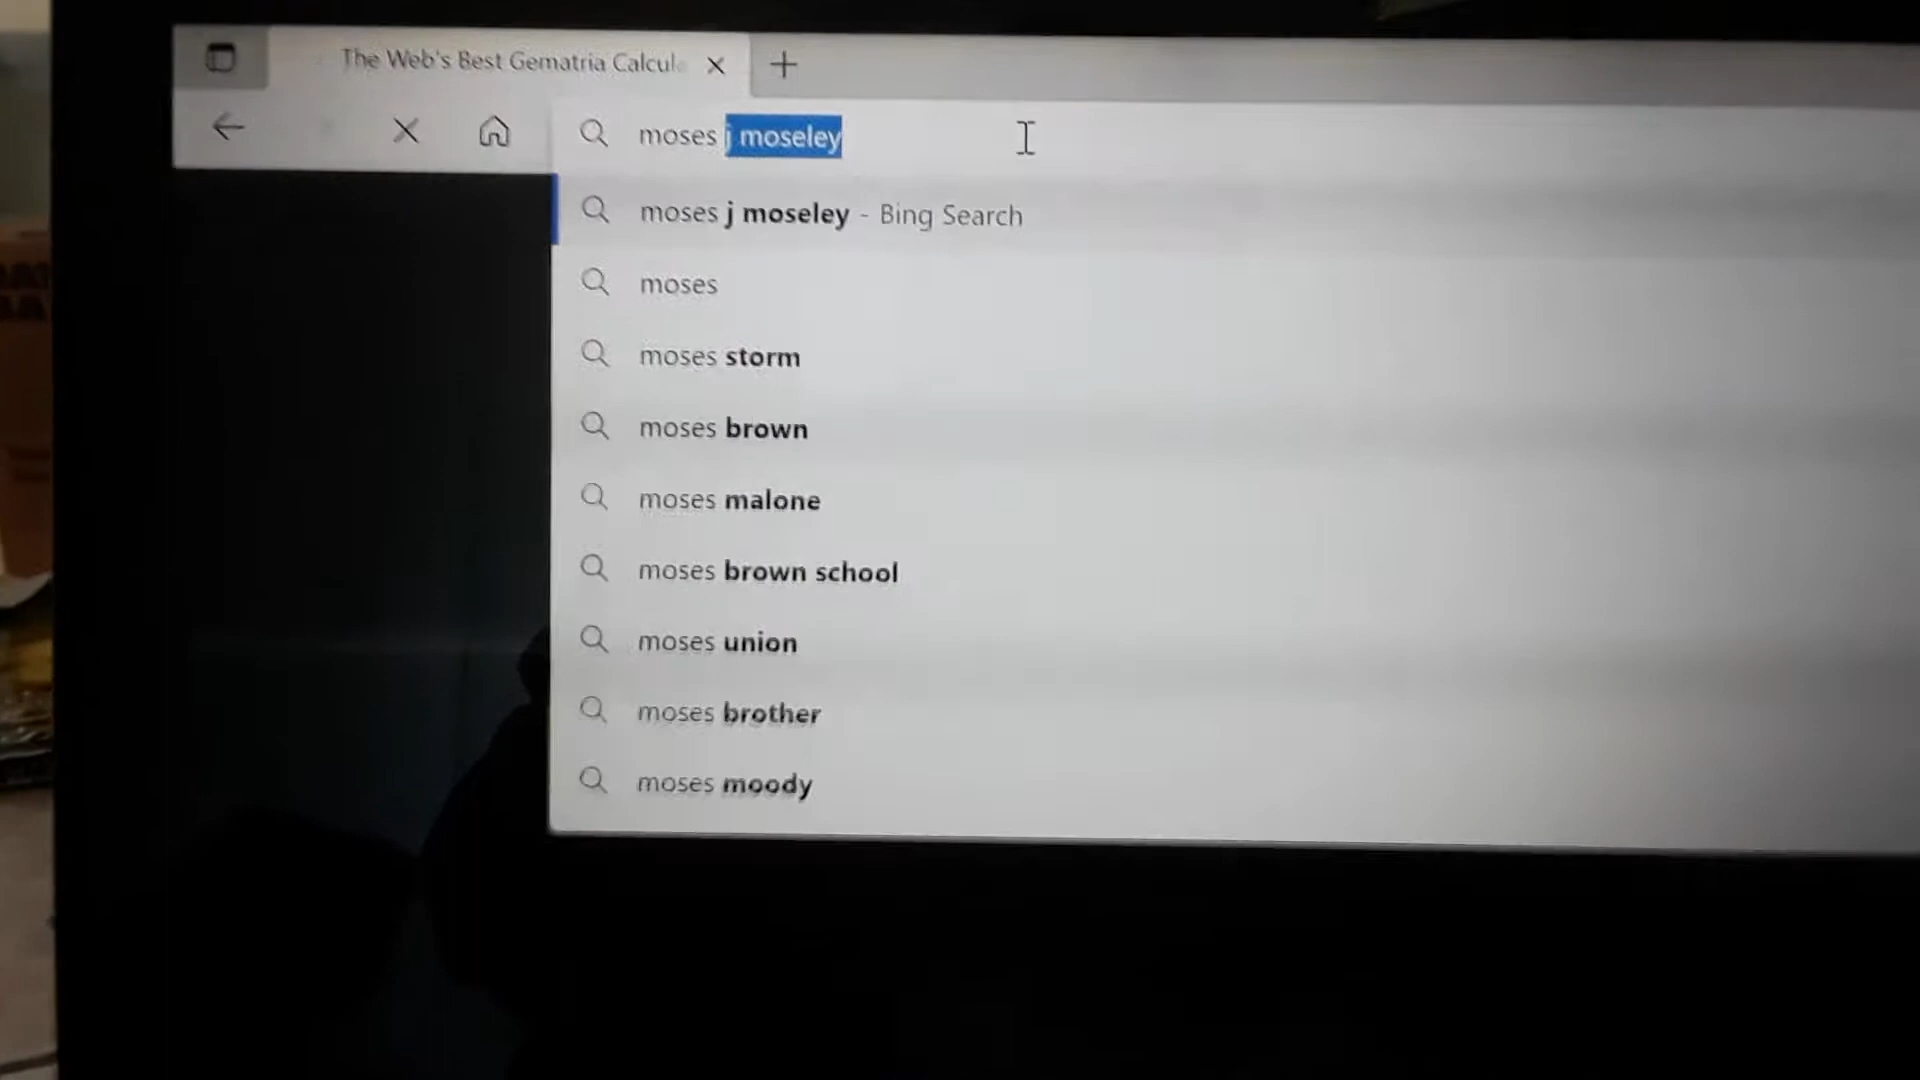 The Web's Best Gematria Calcul
moses j moseley
moses j moseley - Bing Search
moses
moses storm
moses brown
moses malone
moses brown school
moses union
moses brother
moses moody